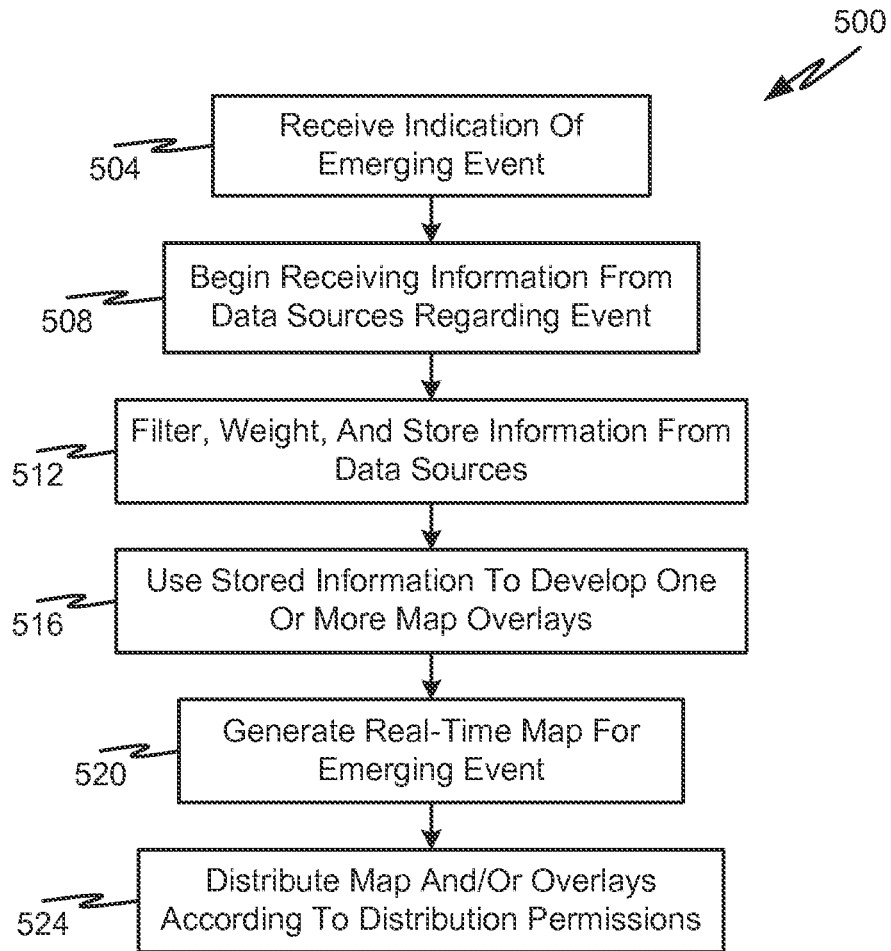 500
Receive Indication Of
Emerging Event
504
Begin Receiving Information From
Data Sources Regarding Event
508
Filter, Weight, And Store Information From
Data Sources
512
Use Stored Information To Develop One
Or More Map Overlays
516
Generate Real-Time Map For
Emerging Event
520
Distribute Map And/Or Overlays
According To Distribution Permissions
524